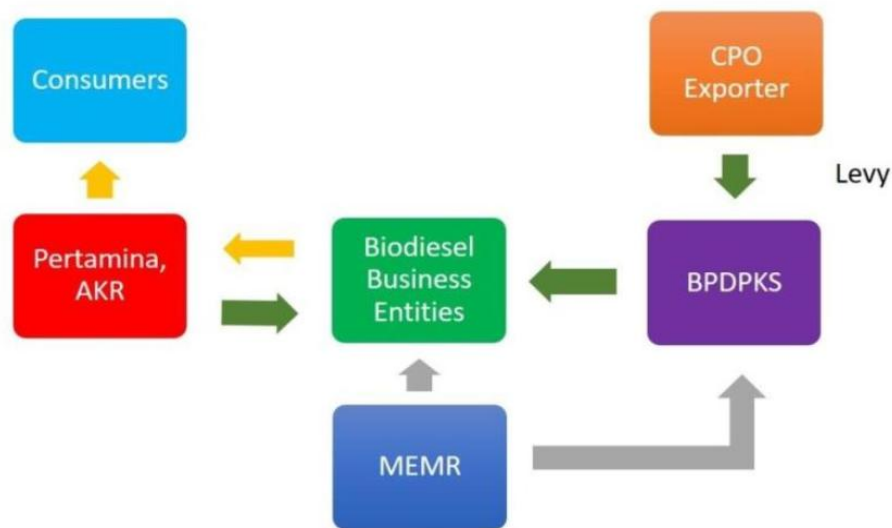 Consumers
CPO
Exporter
Levy
Pertamina,
AKR
Biodiesel
Business
Entities
BPDPKS
MEMR